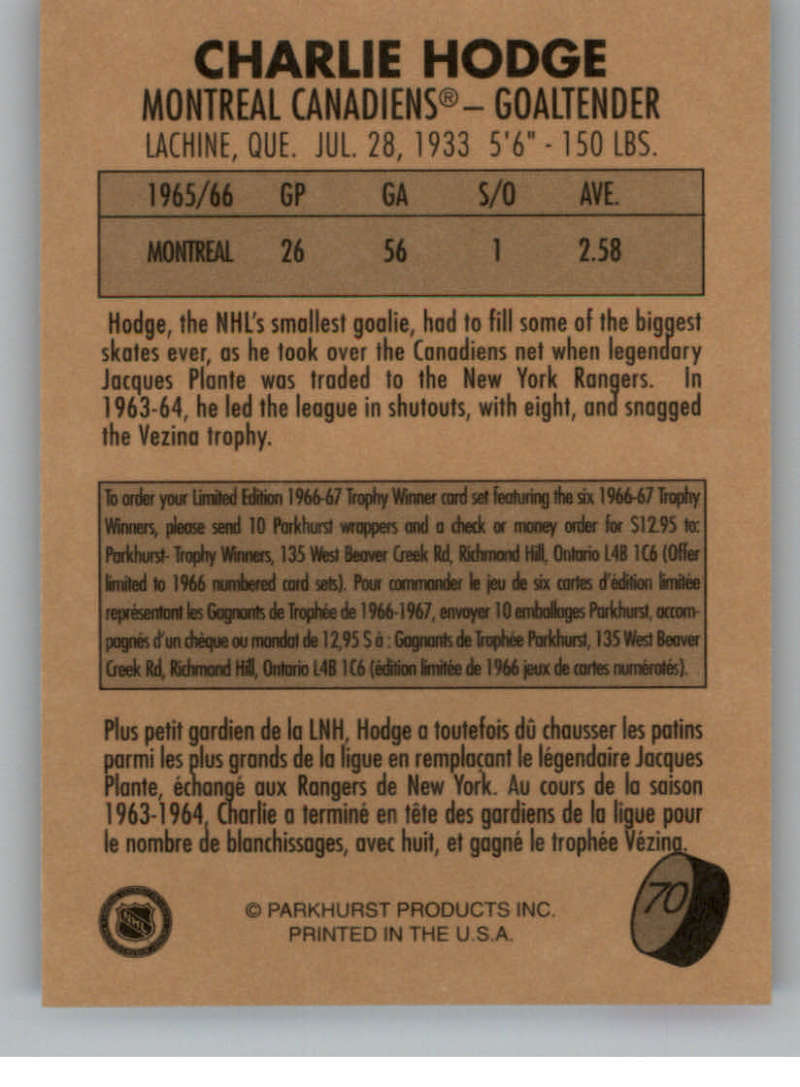 CHARLIE HODGE
MONTREAL CANADIENS® – GOALTENDER
LACHINE, QUE. JUL. 28, 1933 5'6" - 150 LBS.
1965/66 GP GA S/O AVE.
MONTREAL 26 56 1 2.58
Hodge, the NHL's smallest goalie, had to fill some of the biggest
skates ever, as he took over the Canadiens net when legendary
Jacques Plante was traded to the New York Rangers. In
1963-64, he led the league in shutouts, with eight, and snagged
the Vezina trophy.
To order your Limited Edition 1966-67 Trophy Winner card set featuring the six 1966-67 Trophy
Winners, please send 10 Parkhurst wrappers and a check or money order for $12.95 to:
Parkhurst- Trophy Winners, 135 West Beaver Creek Rd, Richmond Hill, Ontario L4B 1C6 (Offer
limited to 1966 numbered card sets). Pour commander le jeu de six cartes d'édition limitée
représentant les Gagnants de Trophée de 1966-1967, envoyer 10 emballages Parkhurst, accom-
pagnés d'un chèque ou mandat de 12,95 $ à : Gagnants de Trophée Parkhurst, 135 West Beaver
Creek Rd, Richmond Hill, Ontario L4B 1C6 (édition limitée de 1966 jeux de cartes numérotés).
Plus petit gardien de la LNH, Hodge a toutefois dû chausser les patins
parmi les plus grands de la ligue en remplaçant le légendaire Jacques
Plante, échangé aux Rangers de New York. Au cours de la saison
1963-1964, Charlie a terminé en tête des gardiens de la ligue pour
le nombre de blanchissages, avec huit, et gagné le trophée Vézina.
NHL
© PARKHURST PRODUCTS INC.
PRINTED IN THE U.S.A.
70